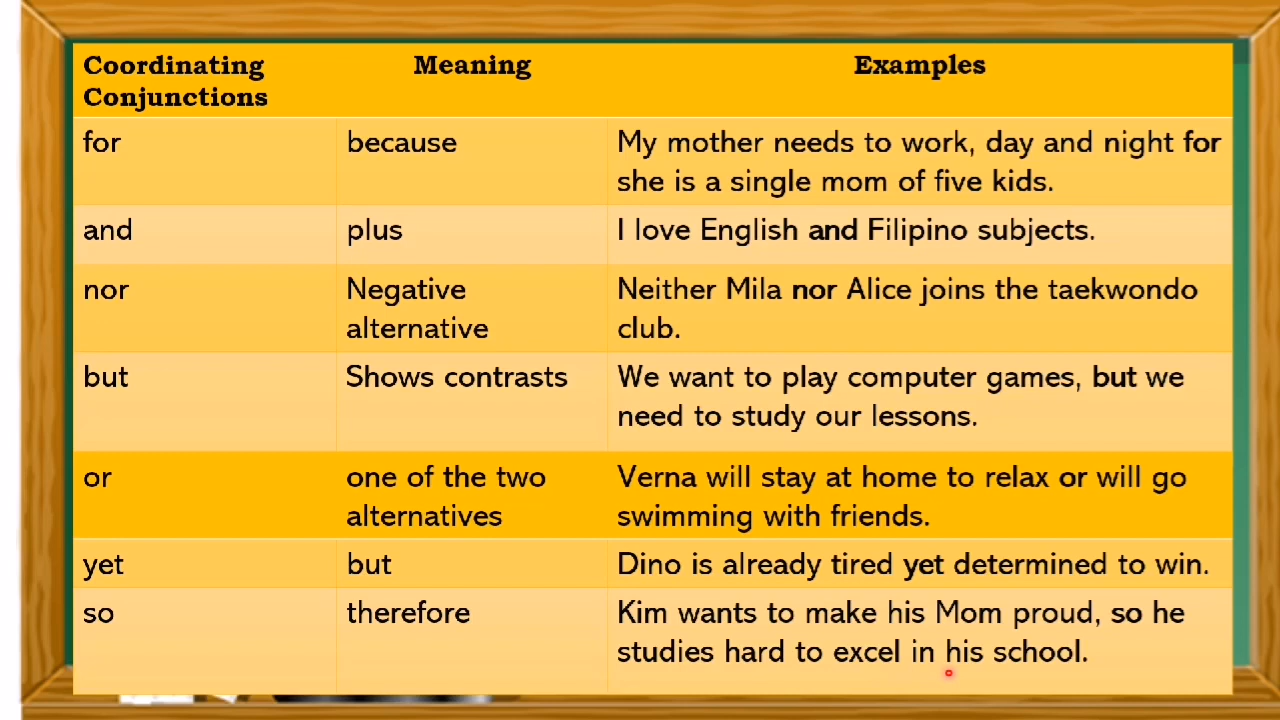 Coordinating Conjunctions Meaning Examples
for because My mother needs to work, day and night for
she is a single mom of five kids.
and plus I love English and Filipino subjects.
nor Negative alternative Neither Mila nor Alice joins the taekwondo
club.
but Shows contrasts We want to play computer games, but we
need to study our lessons.
or one of the two alternatives Verna will stay at home to relax or will go
swimming with friends.
yet but Dino is already tired yet determined to win.
so therefore Kim wants to make his Mom proud, so he
studies hard to excel in his school.